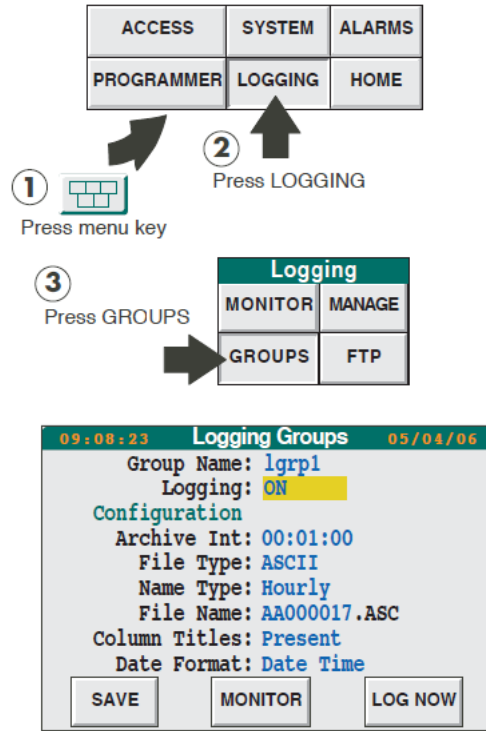 ACCESS SYSTEM ALARMS
PROGRAMMER LOGGING HOME
1
Press menu key
2
Press LOGGING
3
Press GROUPS
Logging
MONITOR MANAGE
GROUPS FTP
09:08:23 Logging Groups 05/04/06
Group Name: lgrp1
Logging: ON
Configuration
Archive Int: 00:01:00
File Type: ASCII
Name Type: Hourly
File Name: AA000017.ASC
Column Titles: Present
Date Format: Date Time
SAVE MONITOR LOG NOW